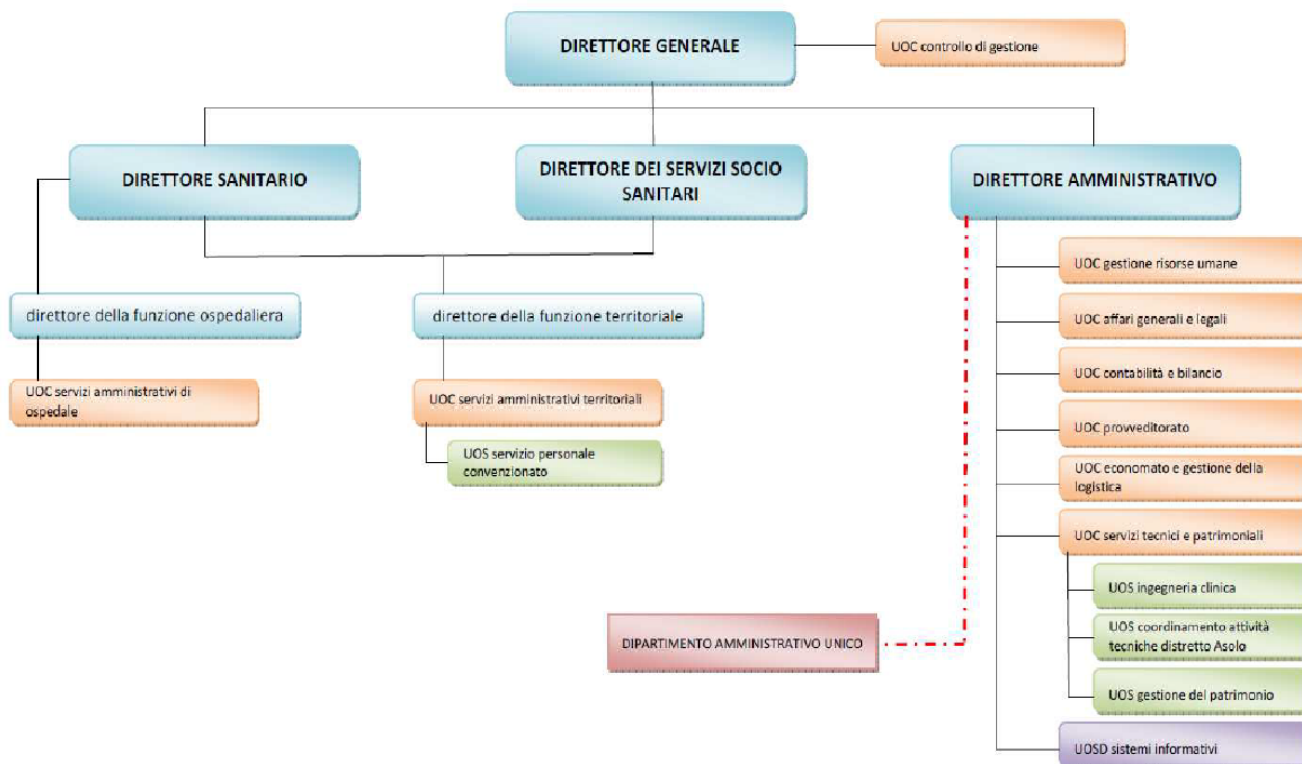 DIRETTORE GENERALE
UOC controllo di gestione
DIRETTORE SANITARIO
DIRETTORE DEI SERVIZI SOCIO
SANITARI
DIRETTORE AMMINISTRATIVO
direttore della funzione ospedaliera
UOC servizi amministrativi di
ospedale
direttore della funzione territoriale
UOC servizi amministrativi territoriali
UOS servizio personale
convenzionato
UOC gestione risorse umane
UOC affari generali e legali
UOC contabilità e bilancio
UOC provveditorato
UOC economato e gestione della
logistica
UOC servizi tecnici e patrimoniali
UOS ingegneria clinica
UOS coordinamento attività
tecniche distretto Asolo
UOS gestione del patrimonio
UOSD sistemi informativi
DIPARTIMENTO AMMINISTRATIVO UNICO